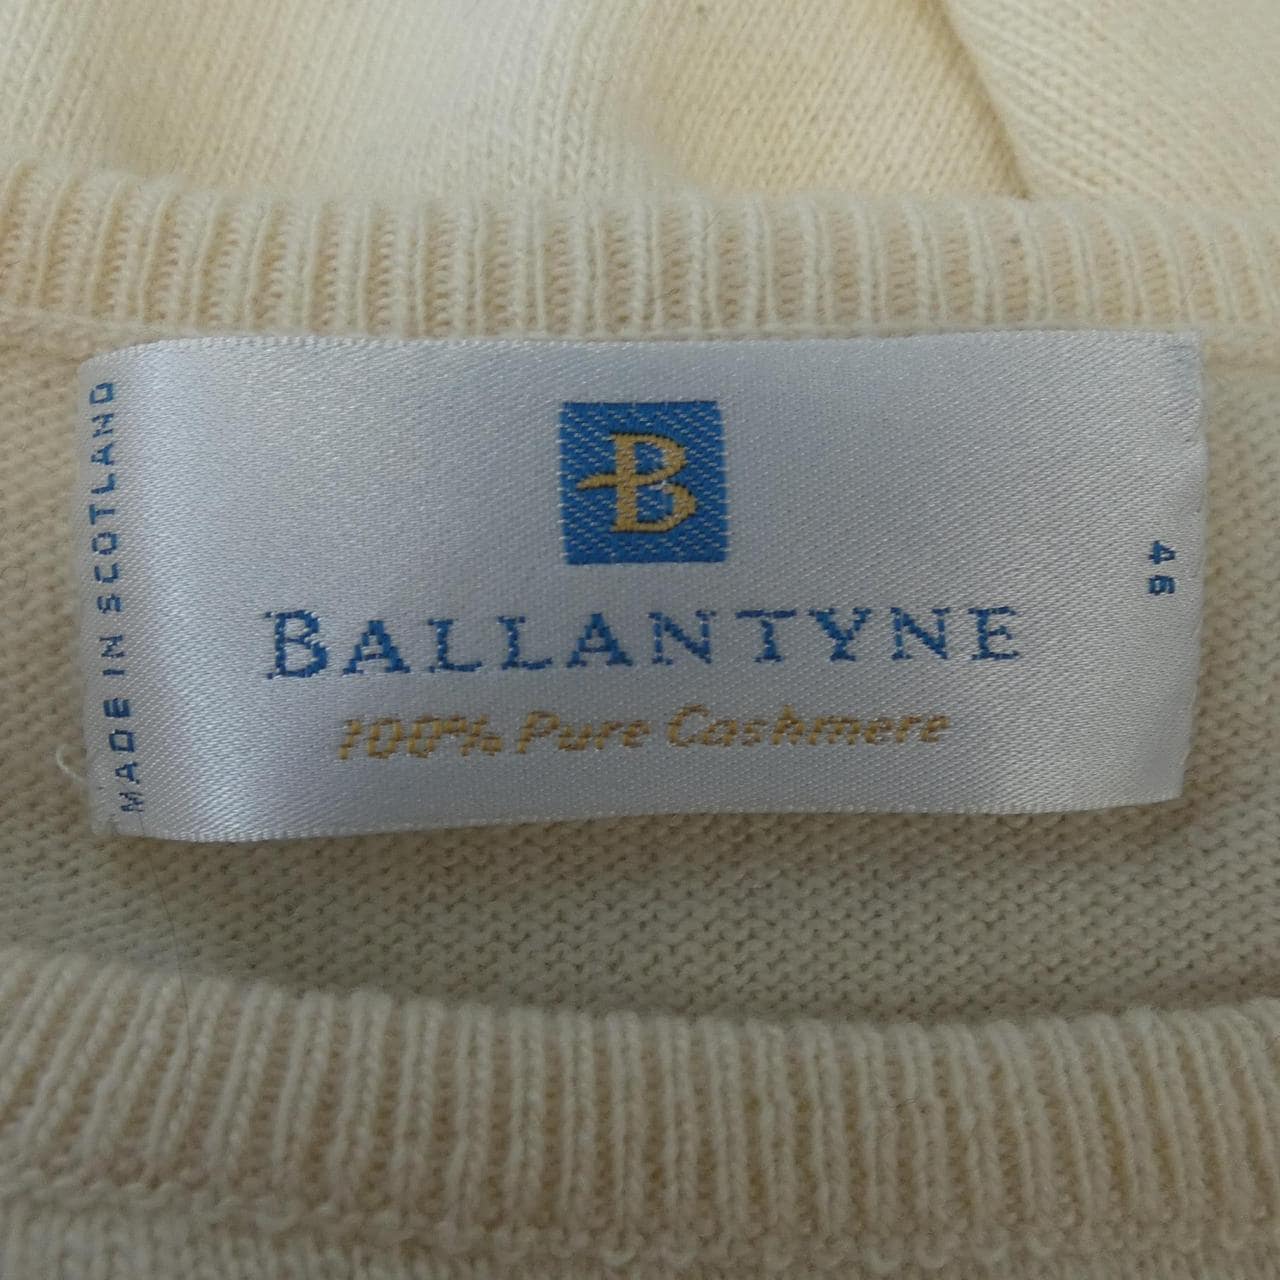 MADE IN SCOTLAND
B
BALLANTYNE
100% Pure Cashmere
46